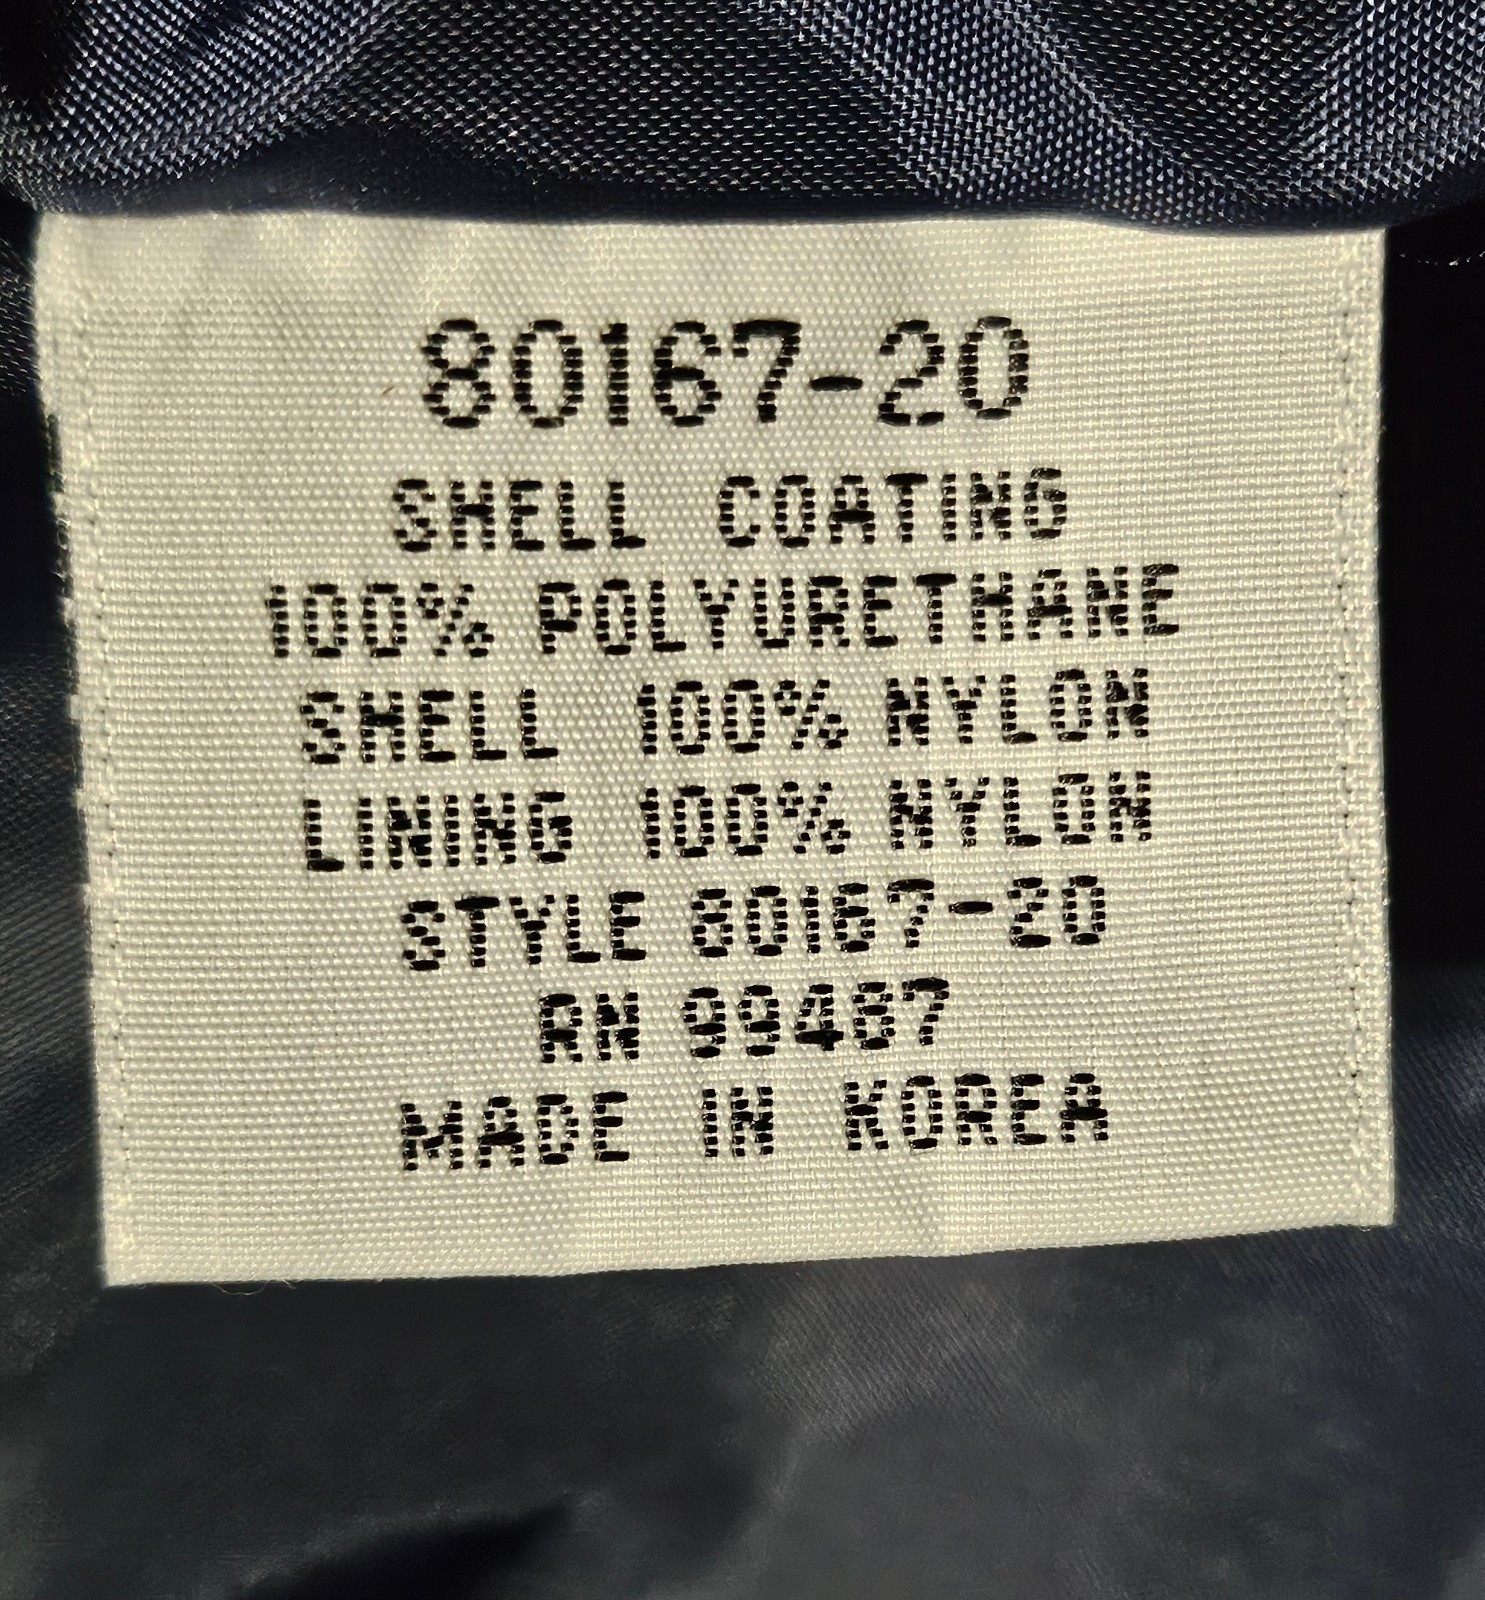 80167-20
SHELL COATING
100% POLYURETHANE
SHELL 100% NYLON
LINING 100% NYLON
STYLE 80167-20
RN 99487
MADE IN KOREA